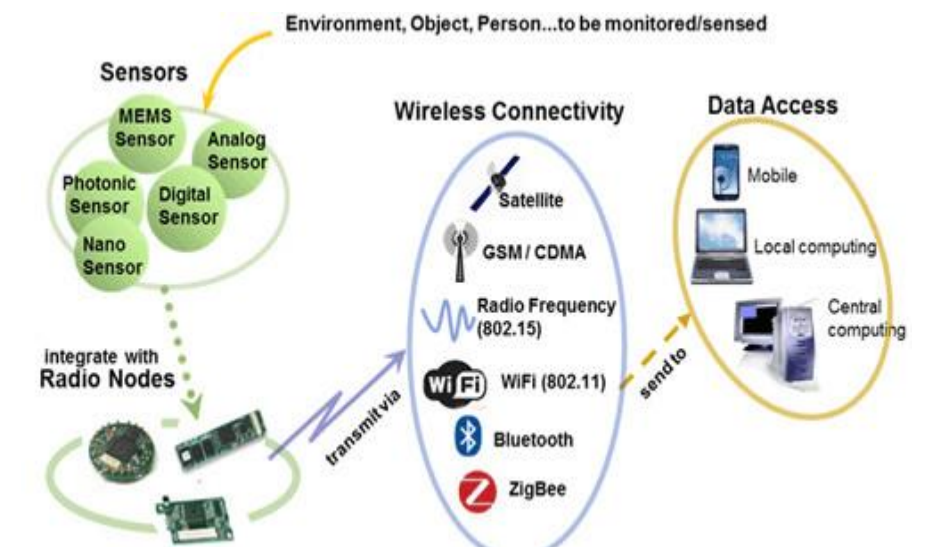 Environment, Object, Person...to be monitored/sensed
Sensors
MEMS
Sensor
Analog
Sensor
Photonic
Sensor
Digital
Sensor
Nano
Sensor
integrate with
Radio Nodes
transmit via
Wireless Connectivity
Satellite
GSM / CDMA
Radio Frequency
(802.15)
Wi Fi
WiFi (802.11)
Bluetooth
ZigBee
send to
Data Access
Mobile
Local computing
Central
computing